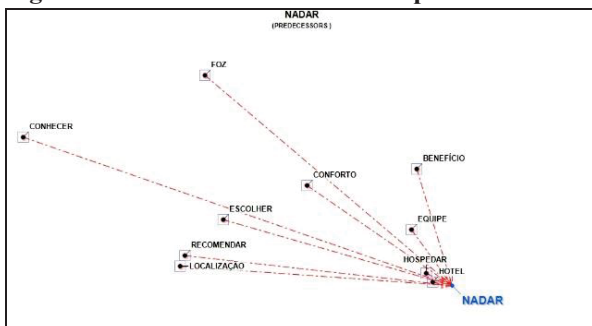 NADAR
(PREDECESSORS )
FOZ
CONHECER
BENEFÍCIO
CONFORTO
ESCOLHER
EQUIPE
RECOMENDAR
HOSPEDAR
LOCALIZAÇÃO
HOTEL
NADAR